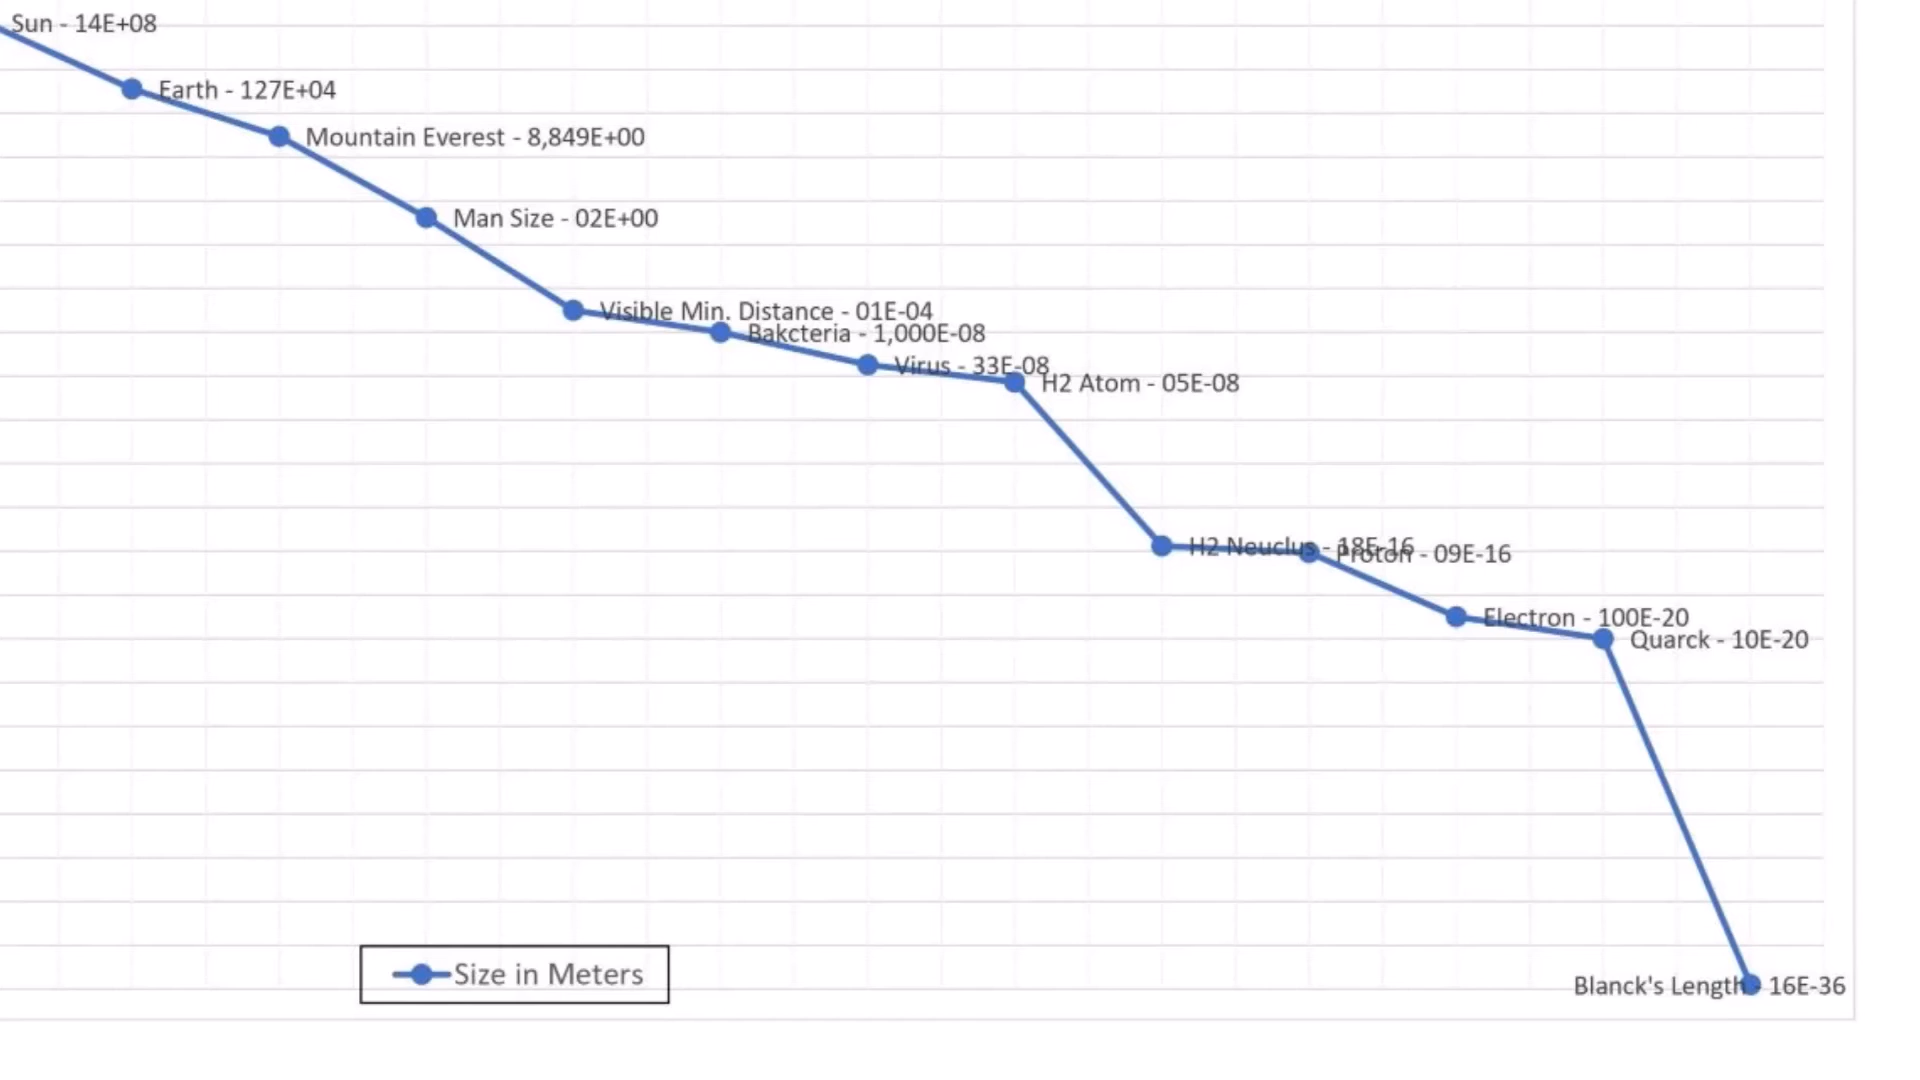 Sun - 14E+08
Earth - 127E+04
Mountain Everest - 8,849E+00
Man Size - 02E+00
Visible Min. Distance - 01E-04
Bakcteria - 1,000E-08
Virus - 33E-08
H2 Atom - 05E-08
H2 Neuclus - 18E-16
Proton - 09E-16
Electron - 100E-20
Quarck - 10E-20
Size in Meters
Blanck's Length - 16E-36